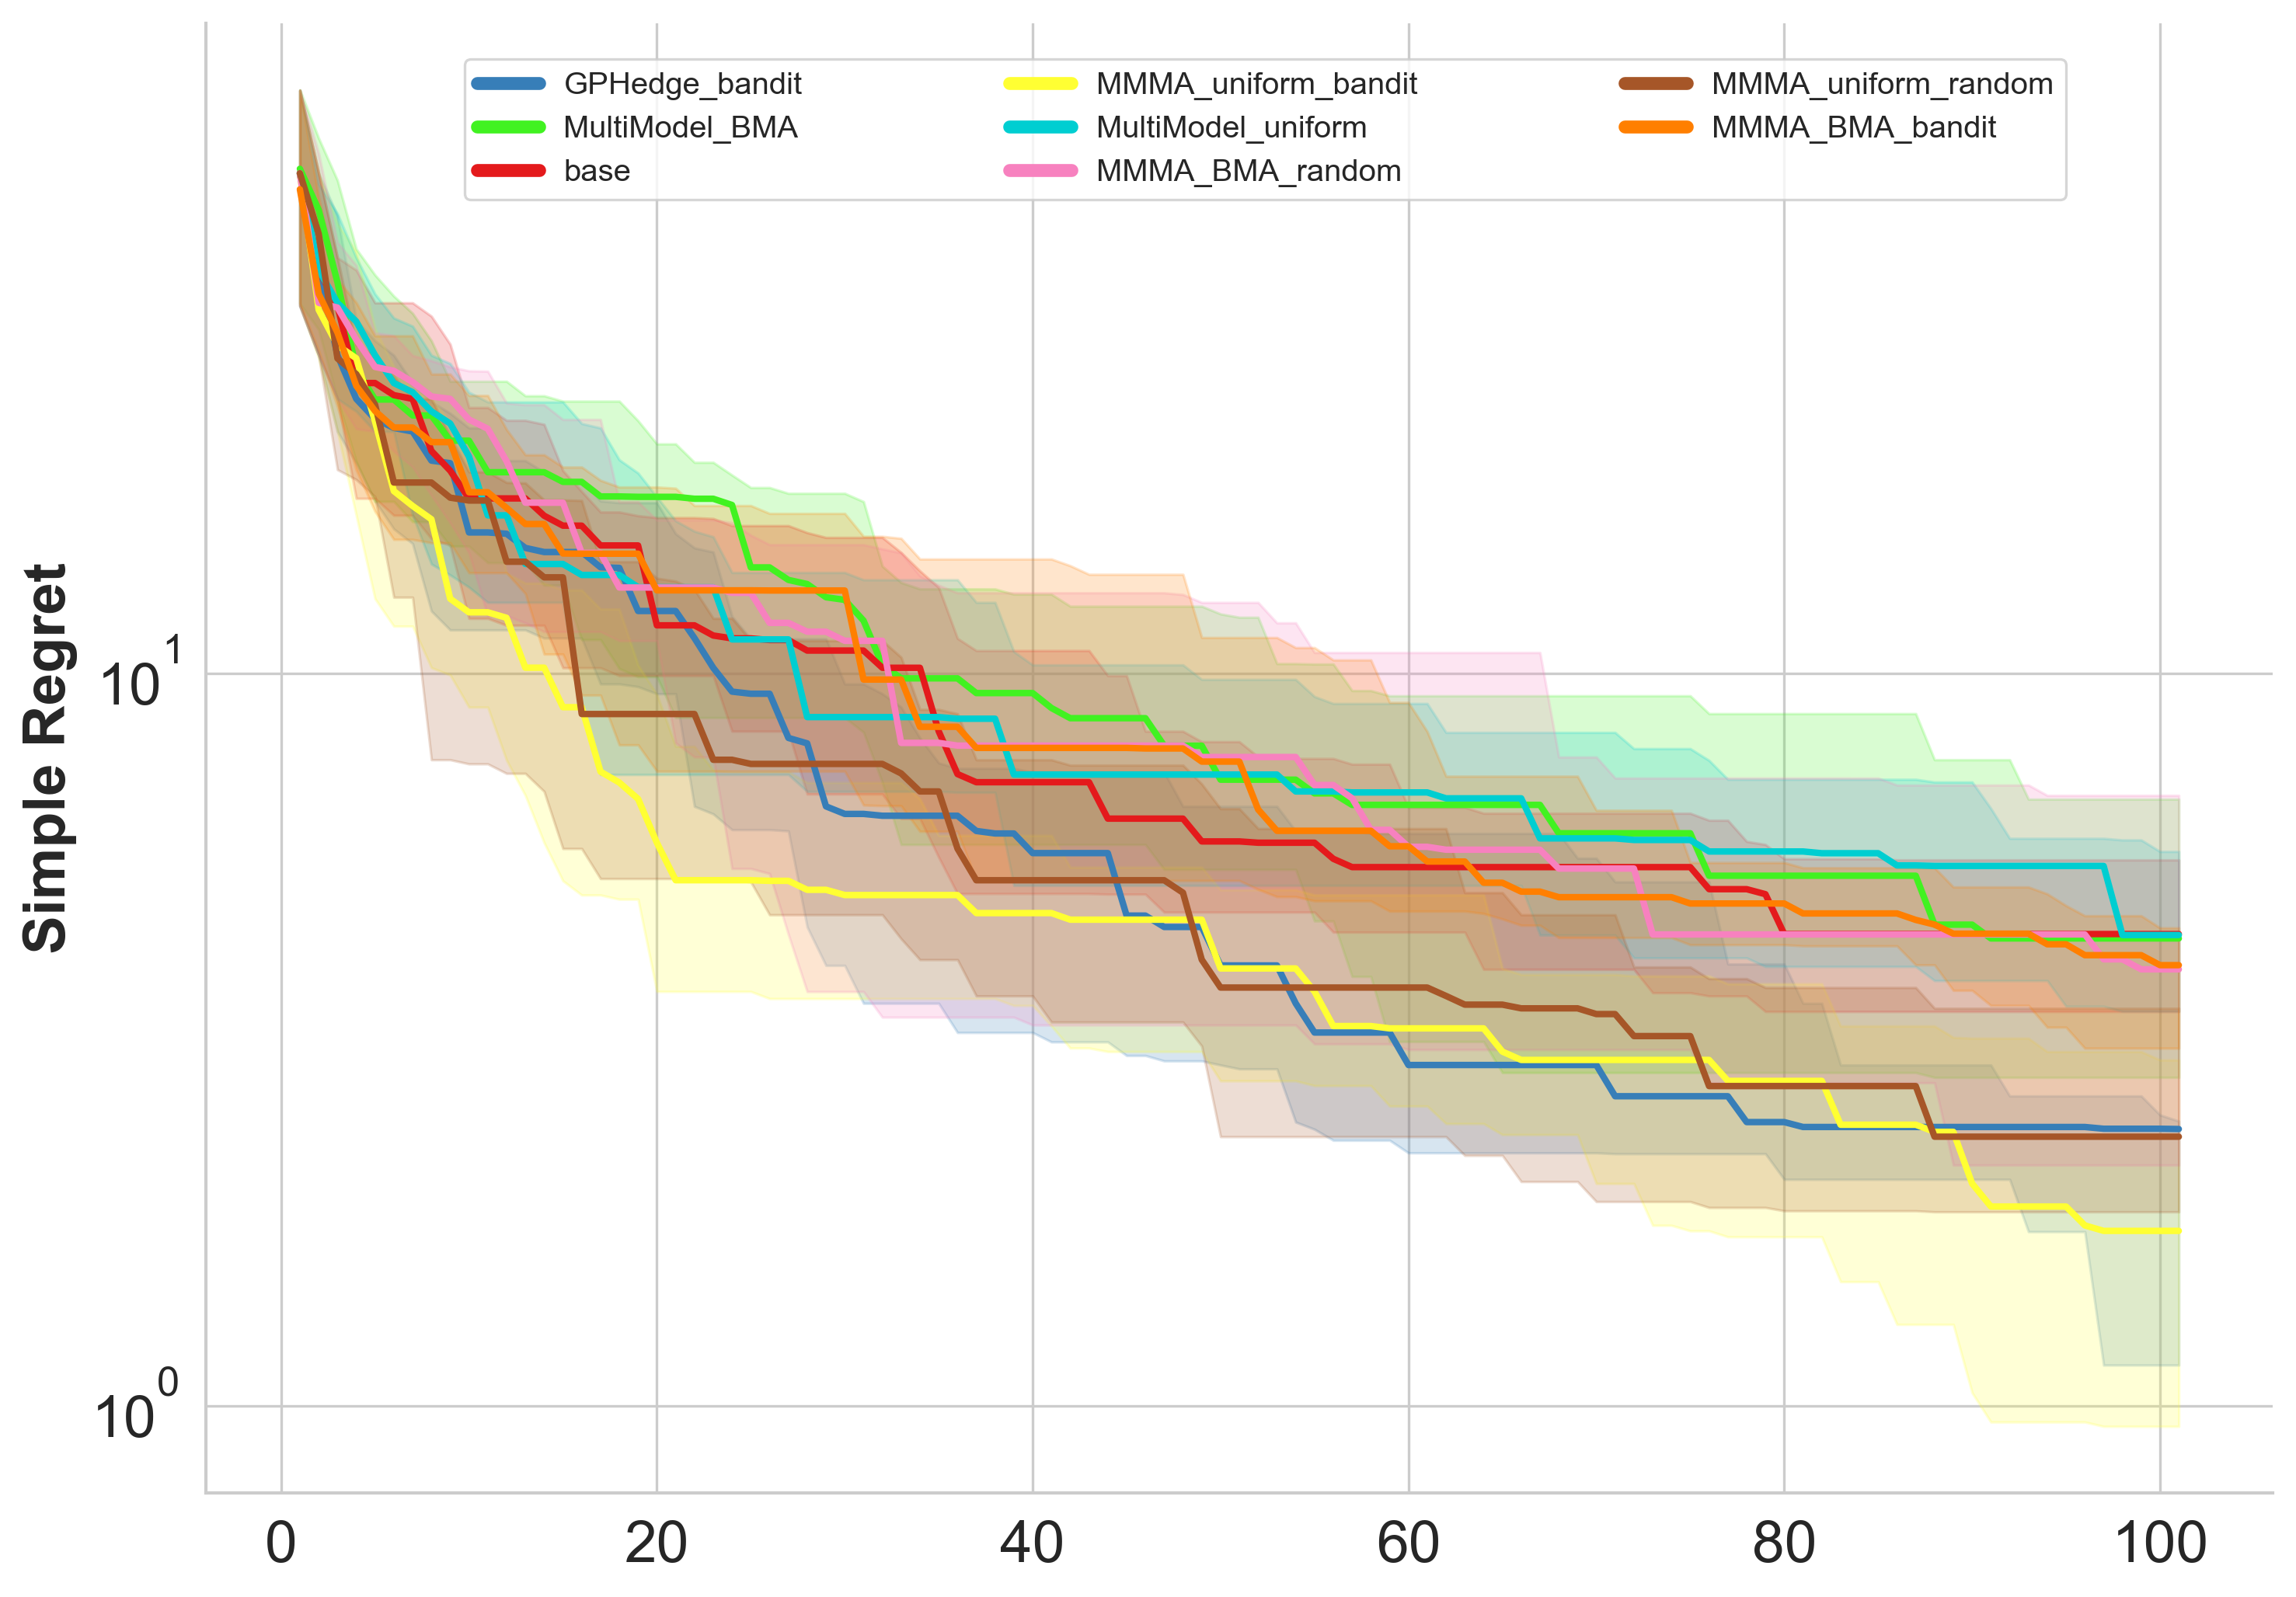 GPHedge_bandit
MultiModel_BMA
base
MMMA_uniform_bandit
MultiModel_uniform
MMMA_BMA_random
MMMA_uniform_random
MMMA_BMA_bandit
Simple Regret
10^1
10^0
0 20 40 60 80 100